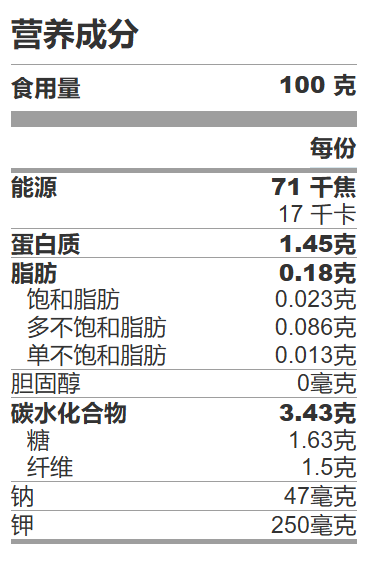 营养成分
食用量 100 克
每份
能源 71 千焦
17 千卡
蛋白质 1.45克
脂肪 0.18克
饱和脂肪 0.023克
多不饱和脂肪 0.086克
单不饱和脂肪 0.013克
胆固醇 0毫克
碳水化合物 3.43克
糖 1.63克
纤维 1.5克
钠 47毫克
钾 250毫克